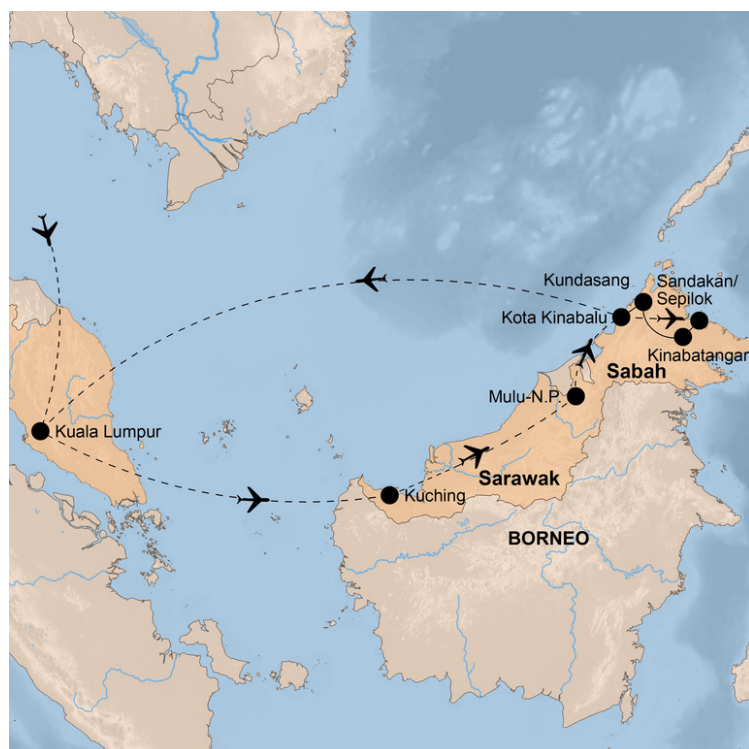 Kundasang
Sandakan/
Sepilok
Kota Kinabalu
Kinabatangan
Sabah
Mulu-N.P.
Kuala Lumpur
Sarawak
Kuching
BORNEO